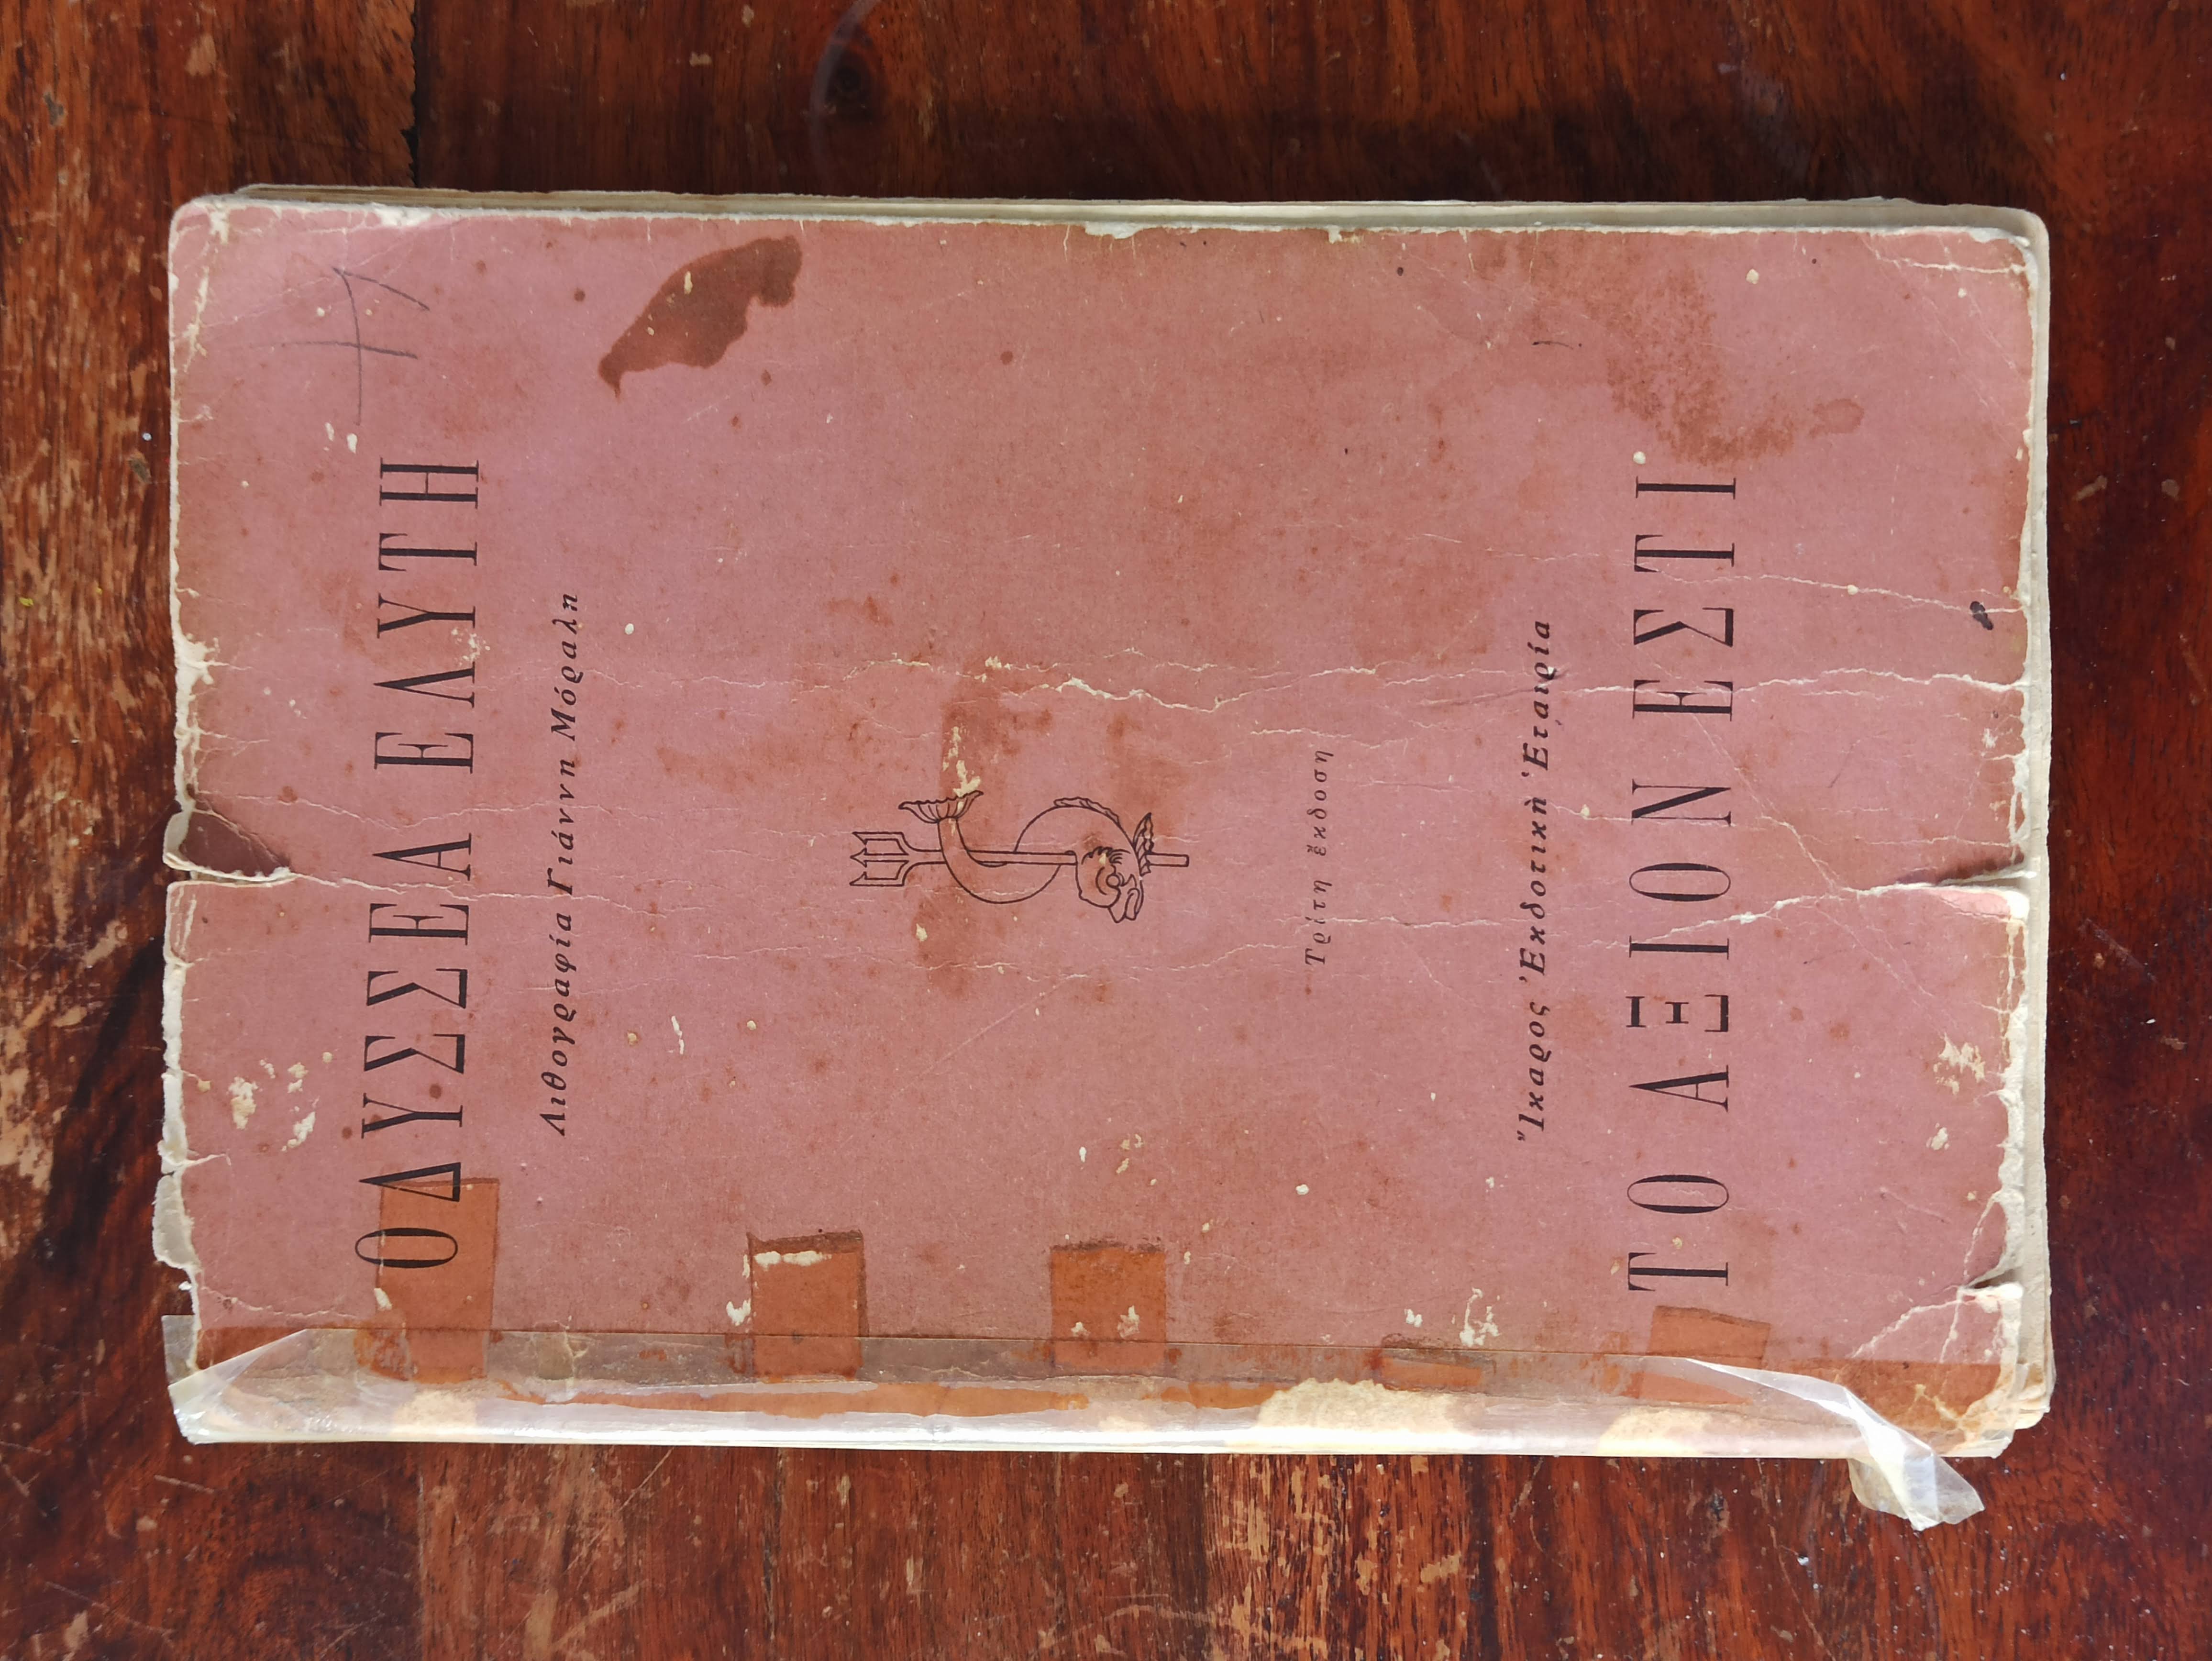 ΟΔΥΣΣΕΑ ΕΛΥΤΗ
Λιθογραφία Γιάννη Μόραλη
Τρίτη ἔκδοση
Ἴκαρος Ἐκδοτικὴ Ἑταιρία
ΤΟ ΑΞΙΟΝ ΕΣΤΙ